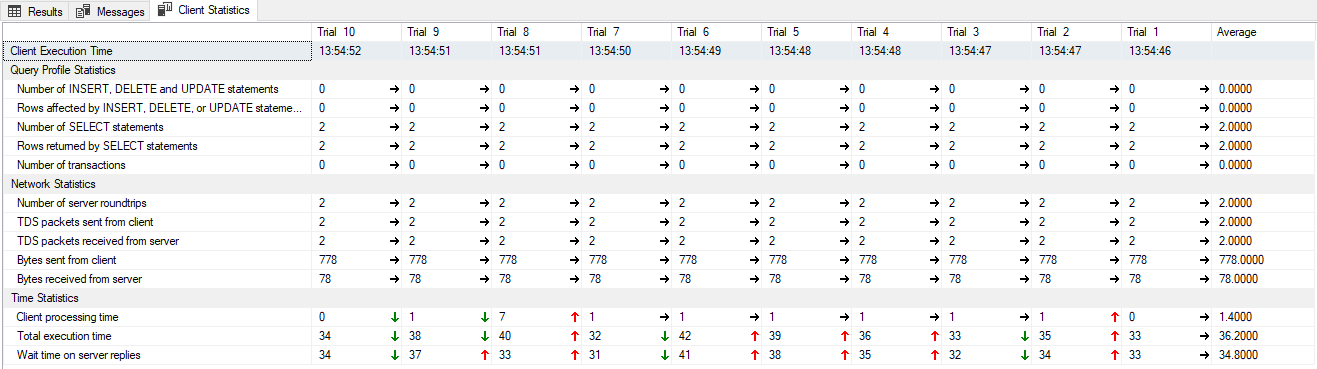 Results Messages Client Statistics
Trial 10 Trial 9 Trial 8 Trial 7 Trial 6 Trial 5 Trial 4 Trial 3 Trial 2 Trial 1 Average
Client Execution Time 13:54:52 13:54:51 13:54:51 13:54:50 13:54:49 13:54:48 13:54:48 13:54:47 13:54:47 13:54:46
Query Profile Statistics
Number of INSERT, DELETE and UPDATE statements 0 → 0 → 0 → 0 → 0 → 0 → 0 → 0 → 0 → 0 → 0.0000
Rows affected by INSERT, DELETE, or UPDATE stateme... 0 → 0 → 0 → 0 → 0 → 0 → 0 → 0 → 0 → 0 → 0.0000
Number of SELECT statements 2 → 2 → 2 → 2 → 2 → 2 → 2 → 2 → 2 → 2 → 2.0000
Rows returned by SELECT statements 2 → 2 → 2 → 2 → 2 → 2 → 2 → 2 → 2 → 2 → 2.0000
Number of transactions 0 → 0 → 0 → 0 → 0 → 0 → 0 → 0 → 0 → 0 → 0.0000
Network Statistics
Number of server roundtrips 2 → 2 → 2 → 2 → 2 → 2 → 2 → 2 → 2 → 2 → 2.0000
TDS packets sent from client 2 → 2 → 2 → 2 → 2 → 2 → 2 → 2 → 2 → 2 → 2.0000
TDS packets received from server 2 → 2 → 2 → 2 → 2 → 2 → 2 → 2 → 2 → 2 → 2.0000
Bytes sent from client 778 → 778 → 778 → 778 → 778 → 778 → 778 → 778 → 778 → 778 → 778.0000
Bytes received from server 78 → 78 → 78 → 78 → 78 → 78 → 78 → 78 → 78 → 78 → 78.0000
Time Statistics
Client processing time 0 ↓ 1 ↓ 7 ↑ 1 → 1 → 1 → 1 → 1 → 1 ↑ 0 → 1.4000
Total execution time 34 ↓ 38 ↓ 40 ↑ 32 ↓ 42 ↑ 39 ↑ 36 ↑ 33 ↓ 35 ↑ 33 → 36.2000
Wait time on server replies 34 ↓ 37 ↑ 33 ↑ 31 ↓ 41 ↑ 38 ↑ 35 ↑ 32 ↓ 34 ↑ 33 → 34.8000